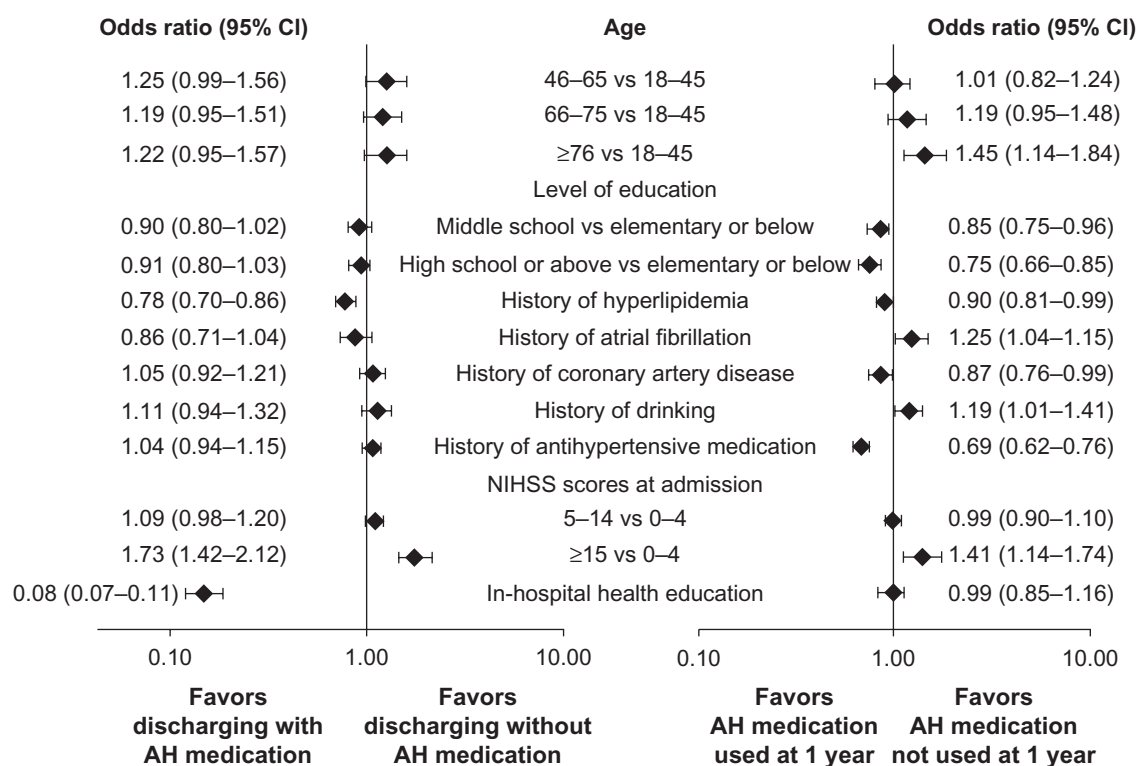 Odds ratio (95% CI) Age Odds ratio (95% CI)
1.25 (0.99–1.56) 46–65 vs 18–45 1.01 (0.82–1.24)
1.19 (0.95–1.51) 66–75 vs 18–45 1.19 (0.95–1.48)
1.22 (0.95–1.57) ≥76 vs 18–45 1.45 (1.14–1.84)
Level of education
0.90 (0.80–1.02) Middle school vs elementary or below 0.85 (0.75–0.96)
0.91 (0.80–1.03) High school or above vs elementary or below 0.75 (0.66–0.85)
0.78 (0.70–0.86) History of hyperlipidemia 0.90 (0.81–0.99)
0.86 (0.71–1.04) History of atrial fibrillation 1.25 (1.04–1.15)
1.05 (0.92–1.21) History of coronary artery disease 0.87 (0.76–0.99)
1.11 (0.94–1.32) History of drinking 1.19 (1.01–1.41)
1.04 (0.94–1.15) History of antihypertensive medication 0.69 (0.62–0.76)
NIHSS scores at admission
1.09 (0.98–1.20) 5–14 vs 0–4 0.99 (0.90–1.10)
1.73 (1.42–2.12) ≥15 vs 0–4 1.41 (1.14–1.74)
0.08 (0.07–0.11) In-hospital health education 0.99 (0.85–1.16)
0.10 1.00 10.00 0.10 1.00 10.00
Favors Favors Favors Favors
discharging with discharging without AH medication AH medication
AH medication AH medication used at 1 year not used at 1 year